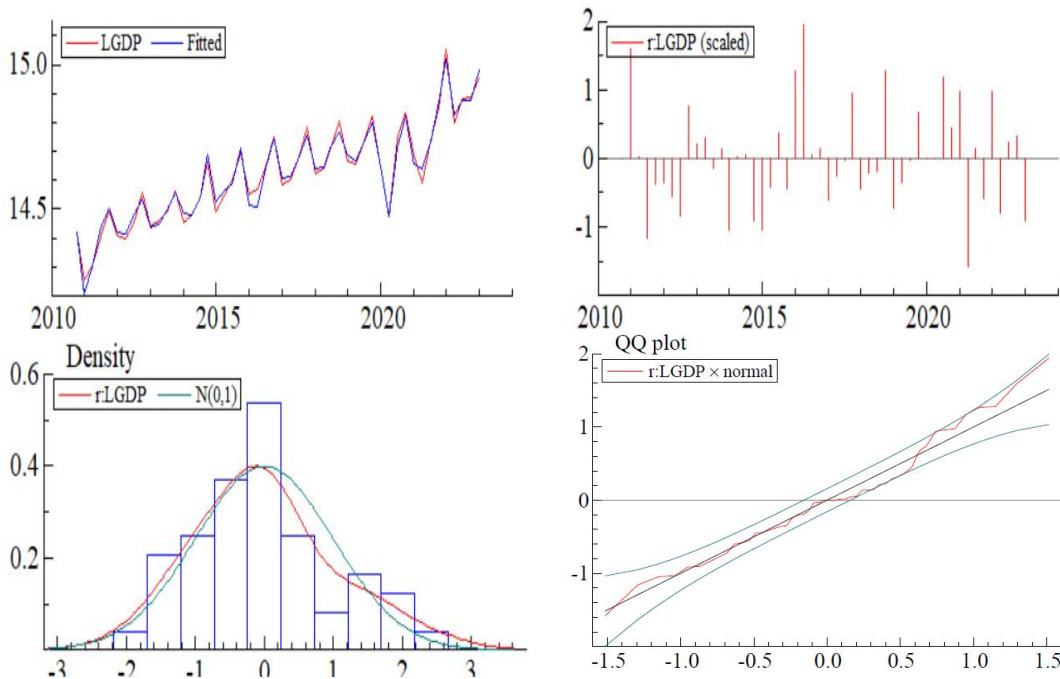 LGDP Fitted
15.0
14.5
2010 2015 2020
2
r:LGDP (scaled)
1
0
-1
2010 2015 2020
Density
0.6
r:LGDP N(0,1)
0.4
0.2
-3 -2 -1 0 1 2 3
QQ plot
2
r:LGDP × normal
1
0
-1
-1.5 -1.0 -0.5 0.0 0.5 1.0 1.5